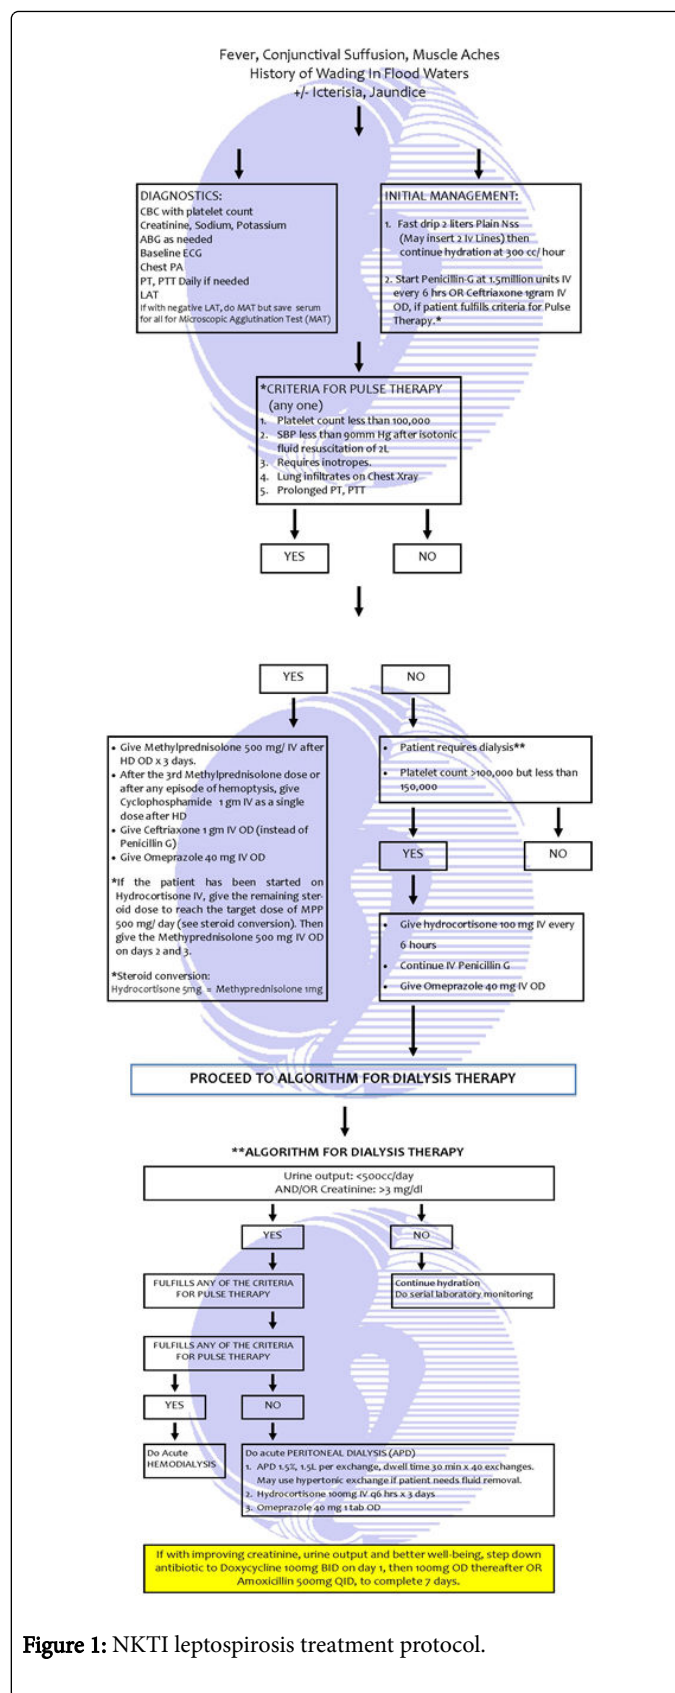 Fever, Conjunctival Suffusion, Muscle Aches
History of Wading In Flood Waters
+/- Icterisia, Jaundice
DIAGNOSTICS:
CBC with platelet count
Creatinine, Sodium, Potassium
ABG as needed
Baseline ECG
Chest PA
PT, PTT Daily if needed
LAT
If with negative LAT, do MAT but save serum
for all for Microscopic Agglutination Test (MAT)
INITIAL MANAGEMENT:
1. Fast drip 2 liters Plain Nss
(May insert 2 Iv Lines) then
continue hydration at 300 cc/ hour
2. Start Penicillin-G at 1.5million units IV
every 6 hrs OR Ceftriaxone 1gram IV
OD, if patient fulfills criteria for Pulse
Therapy.*
*CRITERIA FOR PULSE THERAPY
(any one)
1. Platelet count less than 100,000
2. SBP less than 90mm Hg after isotonic
fluid resuscitation of 2L
3. Requires inotropes.
4. Lung infiltrates on Chest Xray
5. Prolonged PT, PTT
YES
NO
YES
NO
• Give Methylprednisolone 500 mg/ IV after
HD OD x 3 days.
• After the 3rd Methylprednisolone dose or
after any episode of hemoptysis, give
Cyclophosphamide 1 gm IV as a single
dose after HD
• Give Ceftriaxone 1 gm IV OD (instead of
Penicillin G)
• Give Omeprazole 40 mg IV OD
*If the patient has been started on
Hydrocortisone IV, give the remaining ster-
oid dose to reach the target dose of MPP
500 mg/ day (see steroid conversion). Then
give the Methyprednisolone 500 mg IV OD
on days 2 and 3.
*Steroid conversion:
Hydrocortisone 5mg = Methyprednisolone 1mg
• Patient requires dialysis**
• Platelet count >100,000 but less than
150,000
YES
NO
• Give hydrocortisone 100 mg IV every
6 hours
• Continue IV Penicillin G
• Give Omeprazole 40 mg IV OD
PROCEED TO ALGORITHM FOR DIALYSIS THERAPY
**ALGORITHM FOR DIALYSIS THERAPY
Urine output: <500cc/day
AND/OR Creatinine: >3 mg/dl
YES
NO
FULFILLS ANY OF THE CRITERIA
FOR PULSE THERAPY
Continue hydration
Do serial laboratory monitoring
FULFILLS ANY OF THE CRITERIA
FOR PULSE THERAPY
YES
NO
Do Acute
HEMODIALYSIS
Do acute PERITONEAL DIALYSIS (APD)
1. APD 1.5%, 1.5L per exchange, dwell time 30 min x 40 exchanges.
May use hypertonic exchange if patient needs fluid removal.
2. Hydrocortisone 100mg IV q6 hrs x 3 days
3. Omeprazole 40 mg 1 tab OD
If with improving creatinine, urine output and better well-being, step down
antibiotic to Doxycycline 100mg BID on day 1, then 100mg OD thereafter OR
Amoxicillin 500mg QID, to complete 7 days.
Figure 1: NKTI leptospirosis treatment protocol.